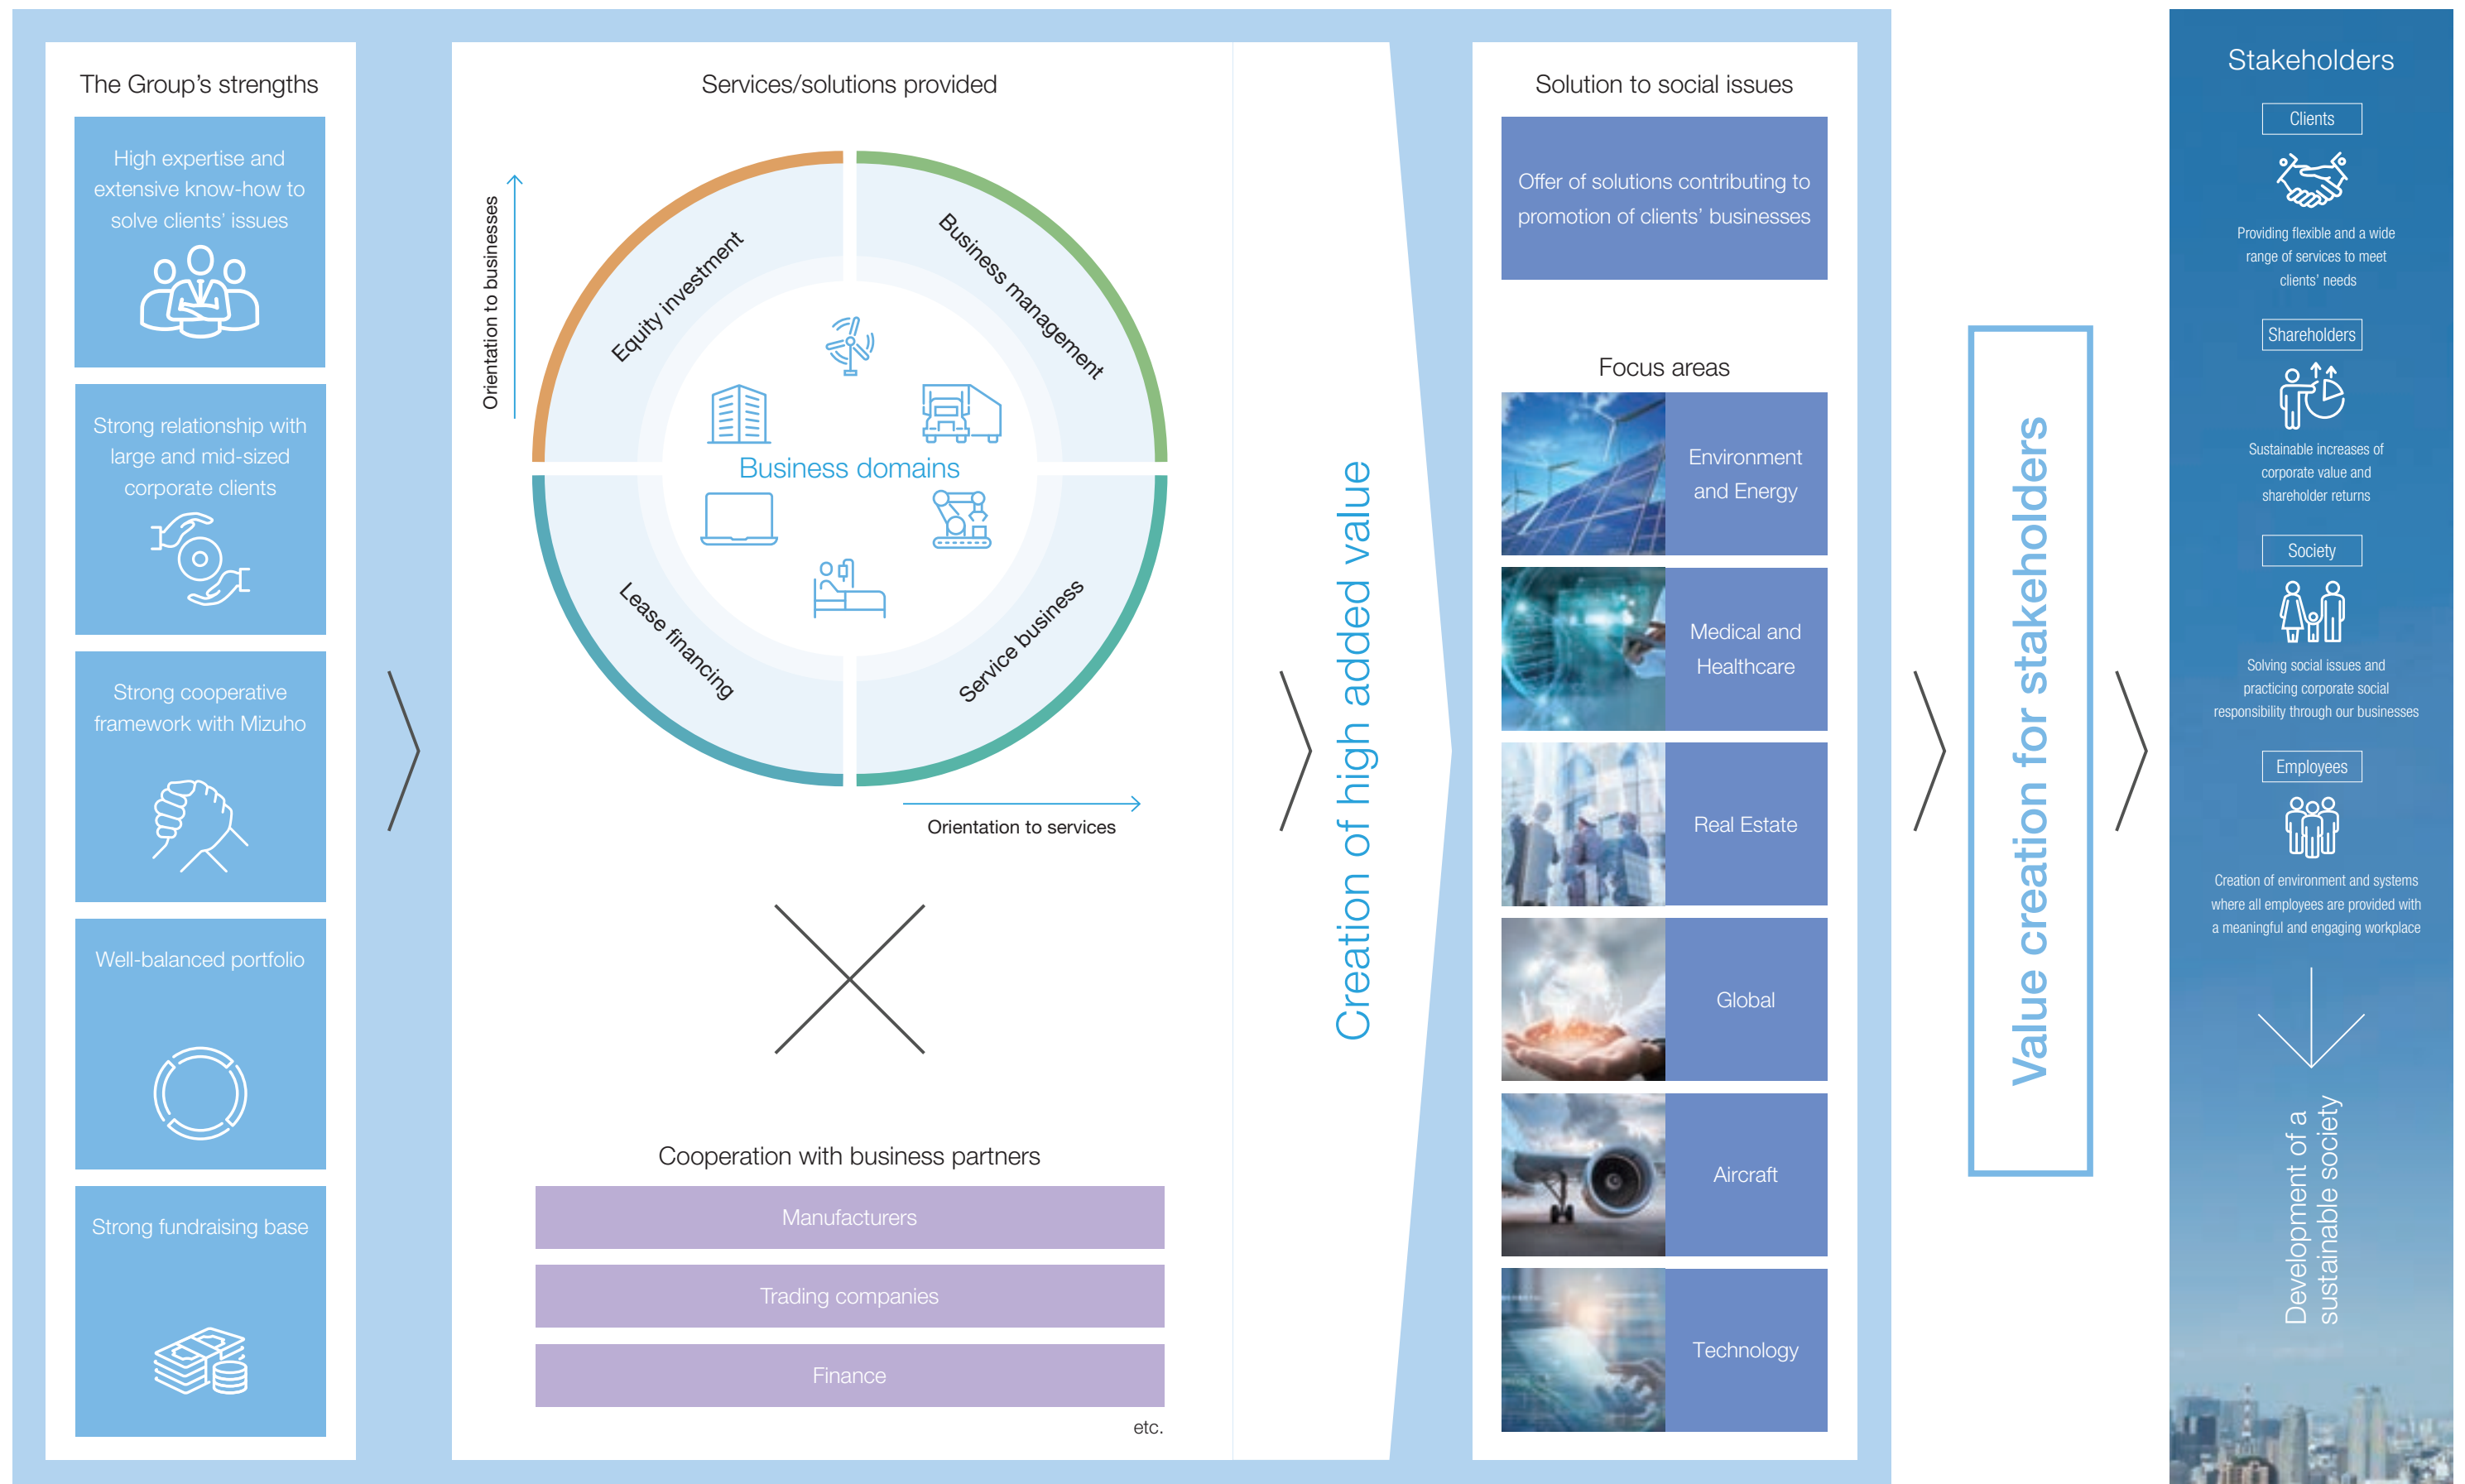 The Group's strengths
High expertise and
extensive know-how to
solve clients' issues
Strong relationship with
large and mid-sized
corporate clients
Strong cooperative
framework with Mizuho
Well-balanced portfolio
Strong fundraising base
Services/solutions provided
Orientation to businesses
Equity investment
Business management
Business domains
Lease financing
Service business
Orientation to services
Cooperation with business partners
Manufacturers
Trading companies
Finance
etc.
Creation of high added value
Solution to social issues
Offer of solutions contributing to
promotion of clients' businesses
Focus areas
Environment
and Energy
Medical and
Healthcare
Real Estate
Global
Aircraft
Technology
Value creation for stakeholders
Stakeholders
Clients
Providing flexible and a wide
range of services to meet
clients' needs
Shareholders
Sustainable increases of
corporate value and
shareholder returns
Society
Solving social issues and
practicing corporate social
responsibility through our businesses
Employees
Creation of environment and systems
where all employees are provided with
a meaningful and engaging workplace
Development of a
sustainable society